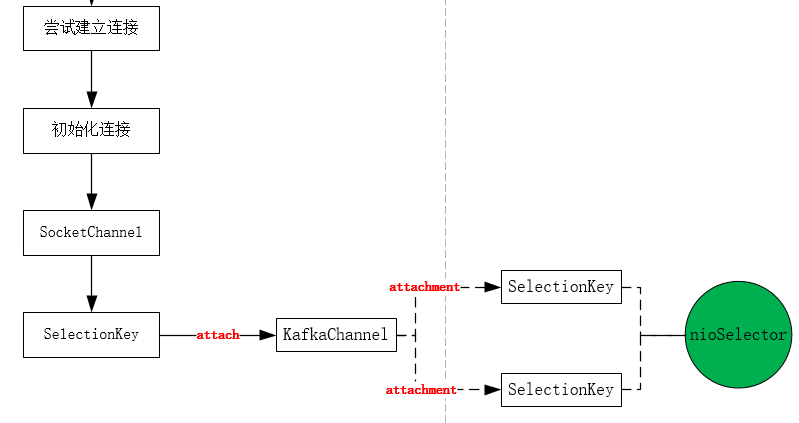 尝试建立连接
初始化连接
SocketChannel
SelectionKey
attach
KafkaChannel
attachment
SelectionKey
attachment
SelectionKey
nioSelector